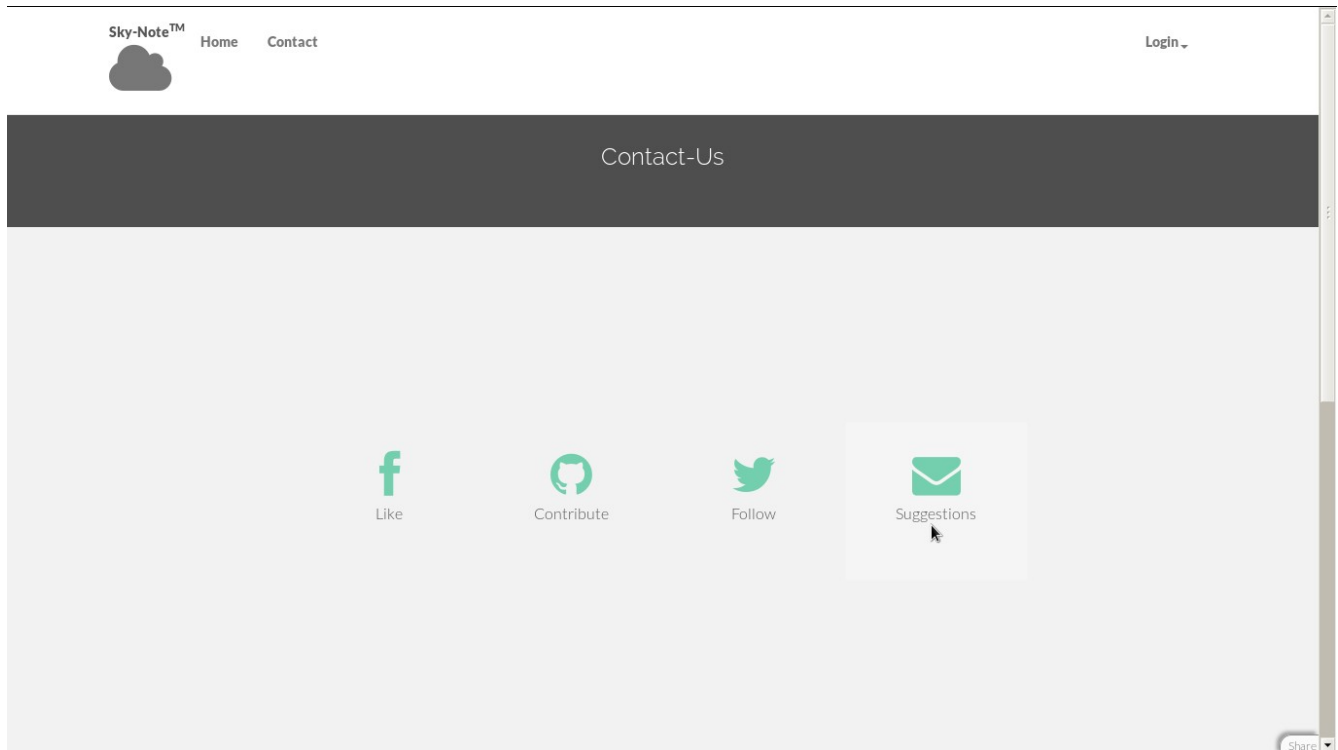 Sky-Note™
Home Contact Login
Contact-Us
Like Contribute Follow Suggestions
Share